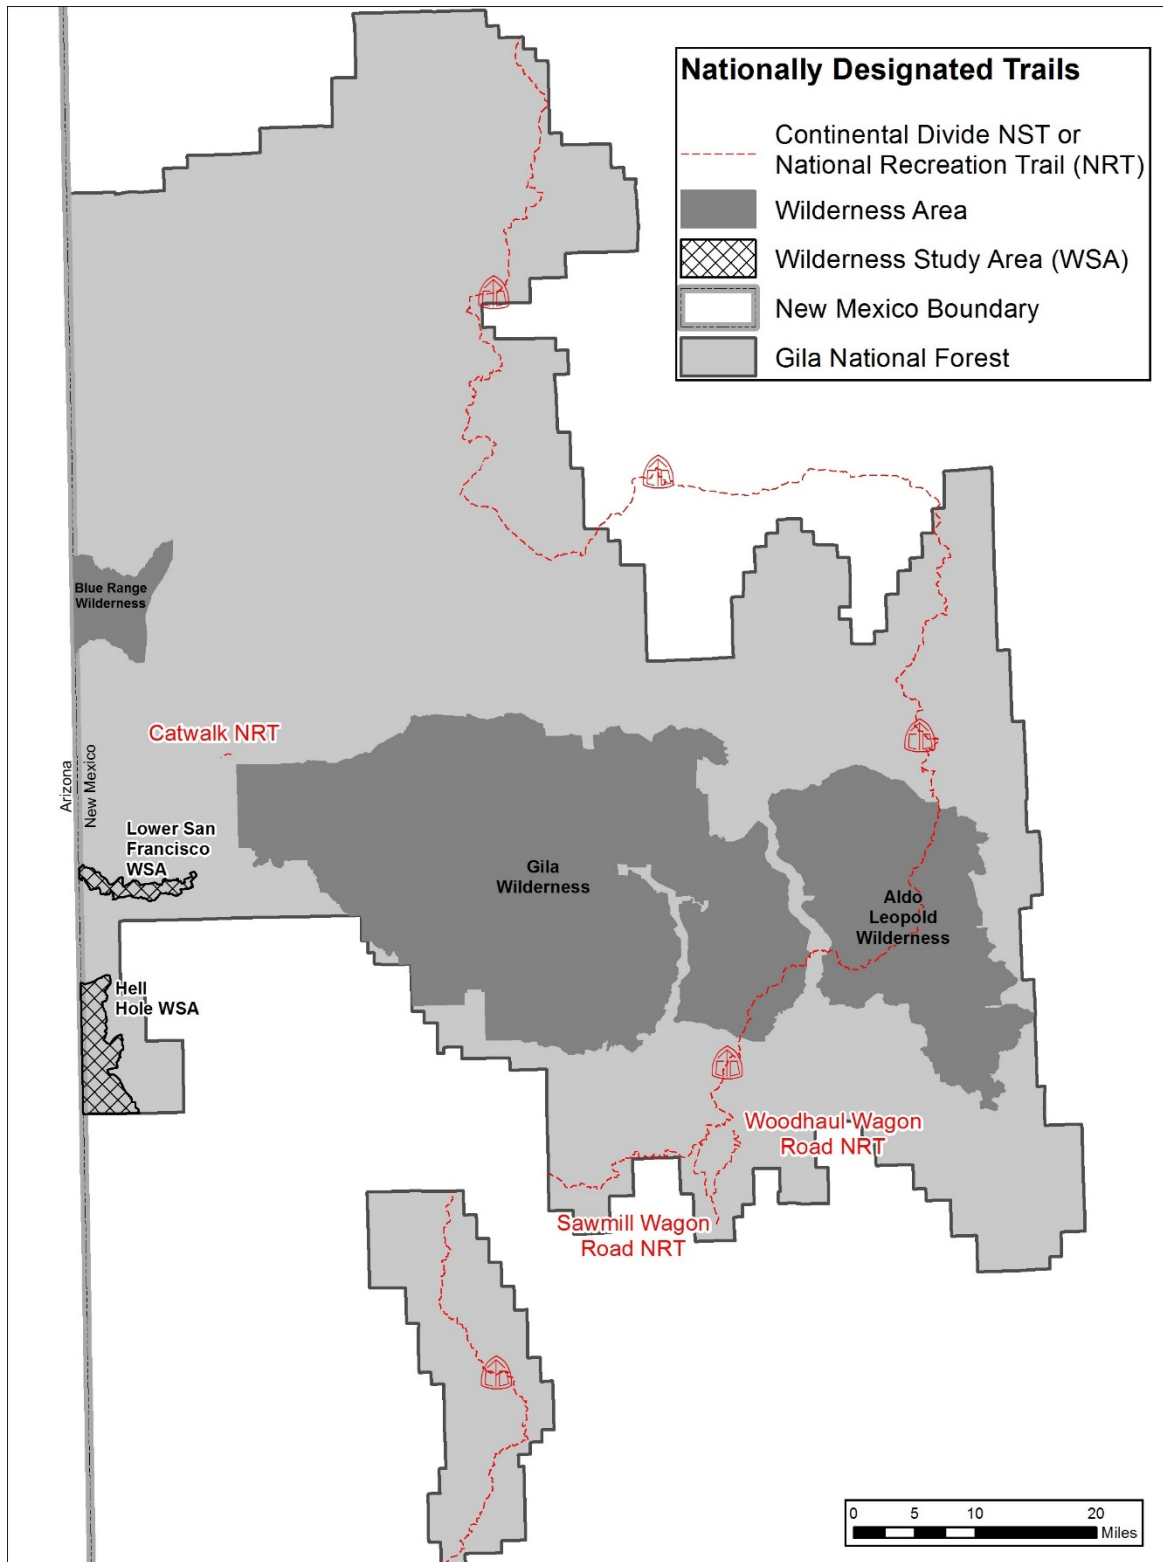 Nationally Designated Trails
Continental Divide NST or
National Recreation Trail (NRT)
Wilderness Area
Wilderness Study Area (WSA)
New Mexico Boundary
Gila National Forest
Blue Range
Wilderness
Catwalk NRT
Arizona
New Mexico
Lower San
Francisco
WSA
Gila
Wilderness
Aldo
Leopold
Wilderness
Hell
Hole WSA
Woodhaul Wagon
Road NRT
Sawmill Wagon
Road NRT
0 5 10 20
Miles